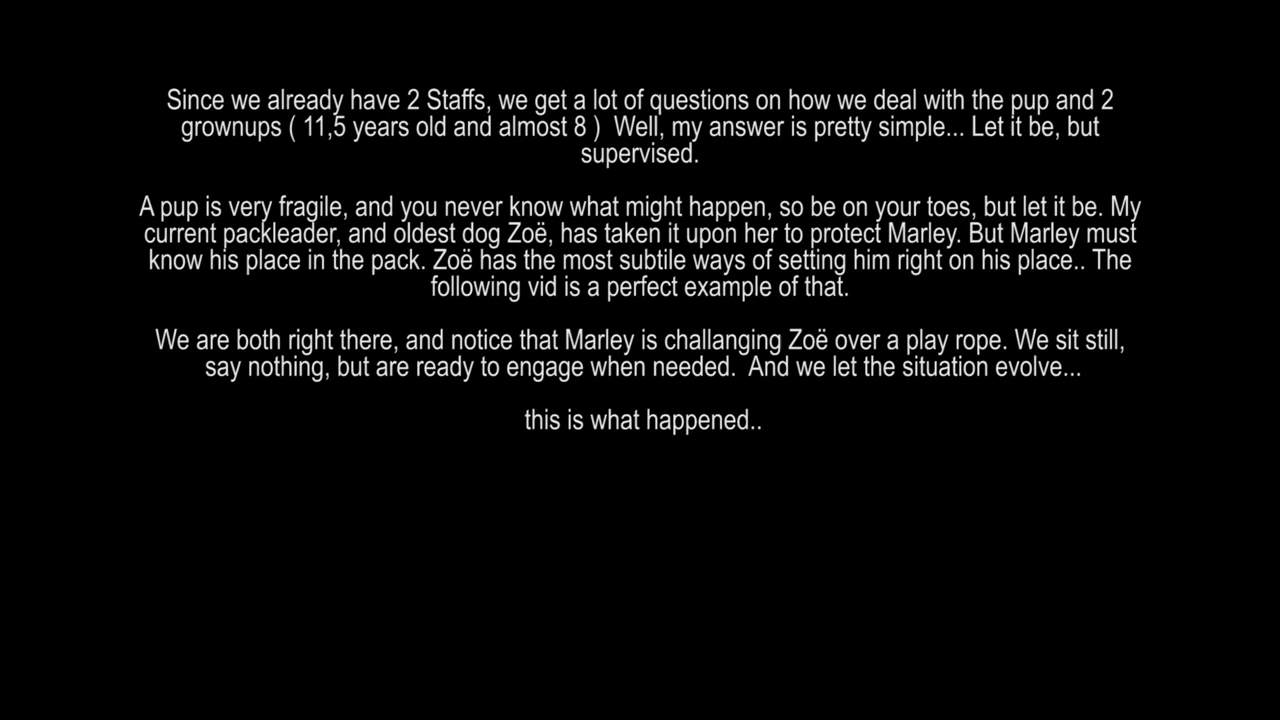 Since we already have 2 Staffs, we get a lot of questions on how we deal with the pup and 2
grownups ( 11,5 years old and almost 8 )  Well, my answer is pretty simple... Let it be, but
supervised.
A pup is very fragile, and you never know what might happen, so be on your toes, but let it be. My
current packleader, and oldest dog Zoë, has taken it upon her to protect Marley. But Marley must
know his place in the pack. Zoë has the most subtile ways of setting him right on his place.. The
following vid is a perfect example of that.
We are both right there, and notice that Marley is challanging Zoë over a play rope. We sit still,
say nothing, but are ready to engage when needed.  And we let the situation evolve...
this is what happened..